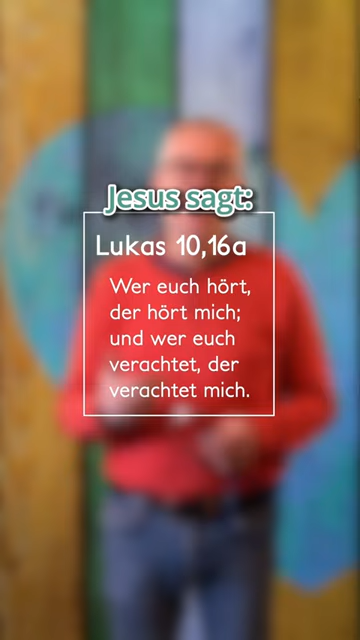 Jesus sagt:
Lukas 10,16a
Wer euch hört,
der hört mich;
und wer euch
verachtet, der
verachtet mich.